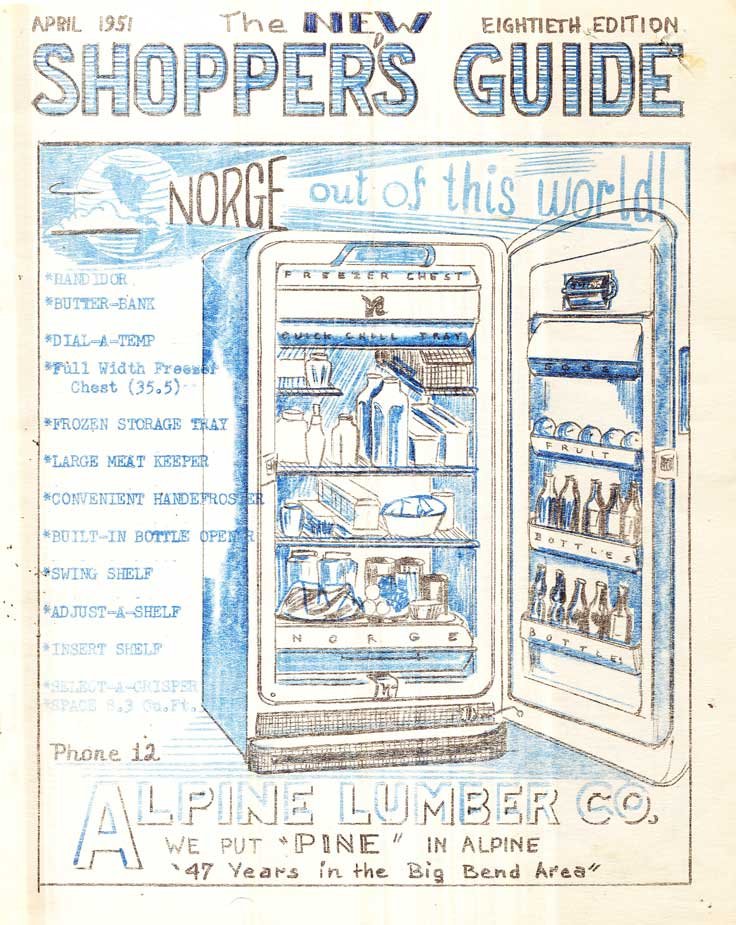 APRIL 1951 The NEW EIGHTIETH EDITION
SHOPPER'S GUIDE
NORGE out of this world!
*HANDIDOR
*BUTTER-BANK
*DIAL-A-TEMP
*Full Width Freezer
Chest (35.5)
*FROZEN STORAGE TRAY
*LARGE MEAT KEEPER
*CONVENIENT HANDEFROSTER
*BUILT-IN BOTTLE OPENER
*SWING SHELF
*ADJUST-A-SHELF
*INSERT SHELF
*SELECT-A-CRISPER
*SPACE 8.3 Cu.Ft.
FREEZER CHEST
QUICK CHILL TRAY
NORGE
EGGS
FRUIT
BOTTLES
BOTTLES
Phone 12
ALPINE LUMBER CO.
WE PUT "PINE" IN ALPINE
"47 Years in the Big Bend Area"